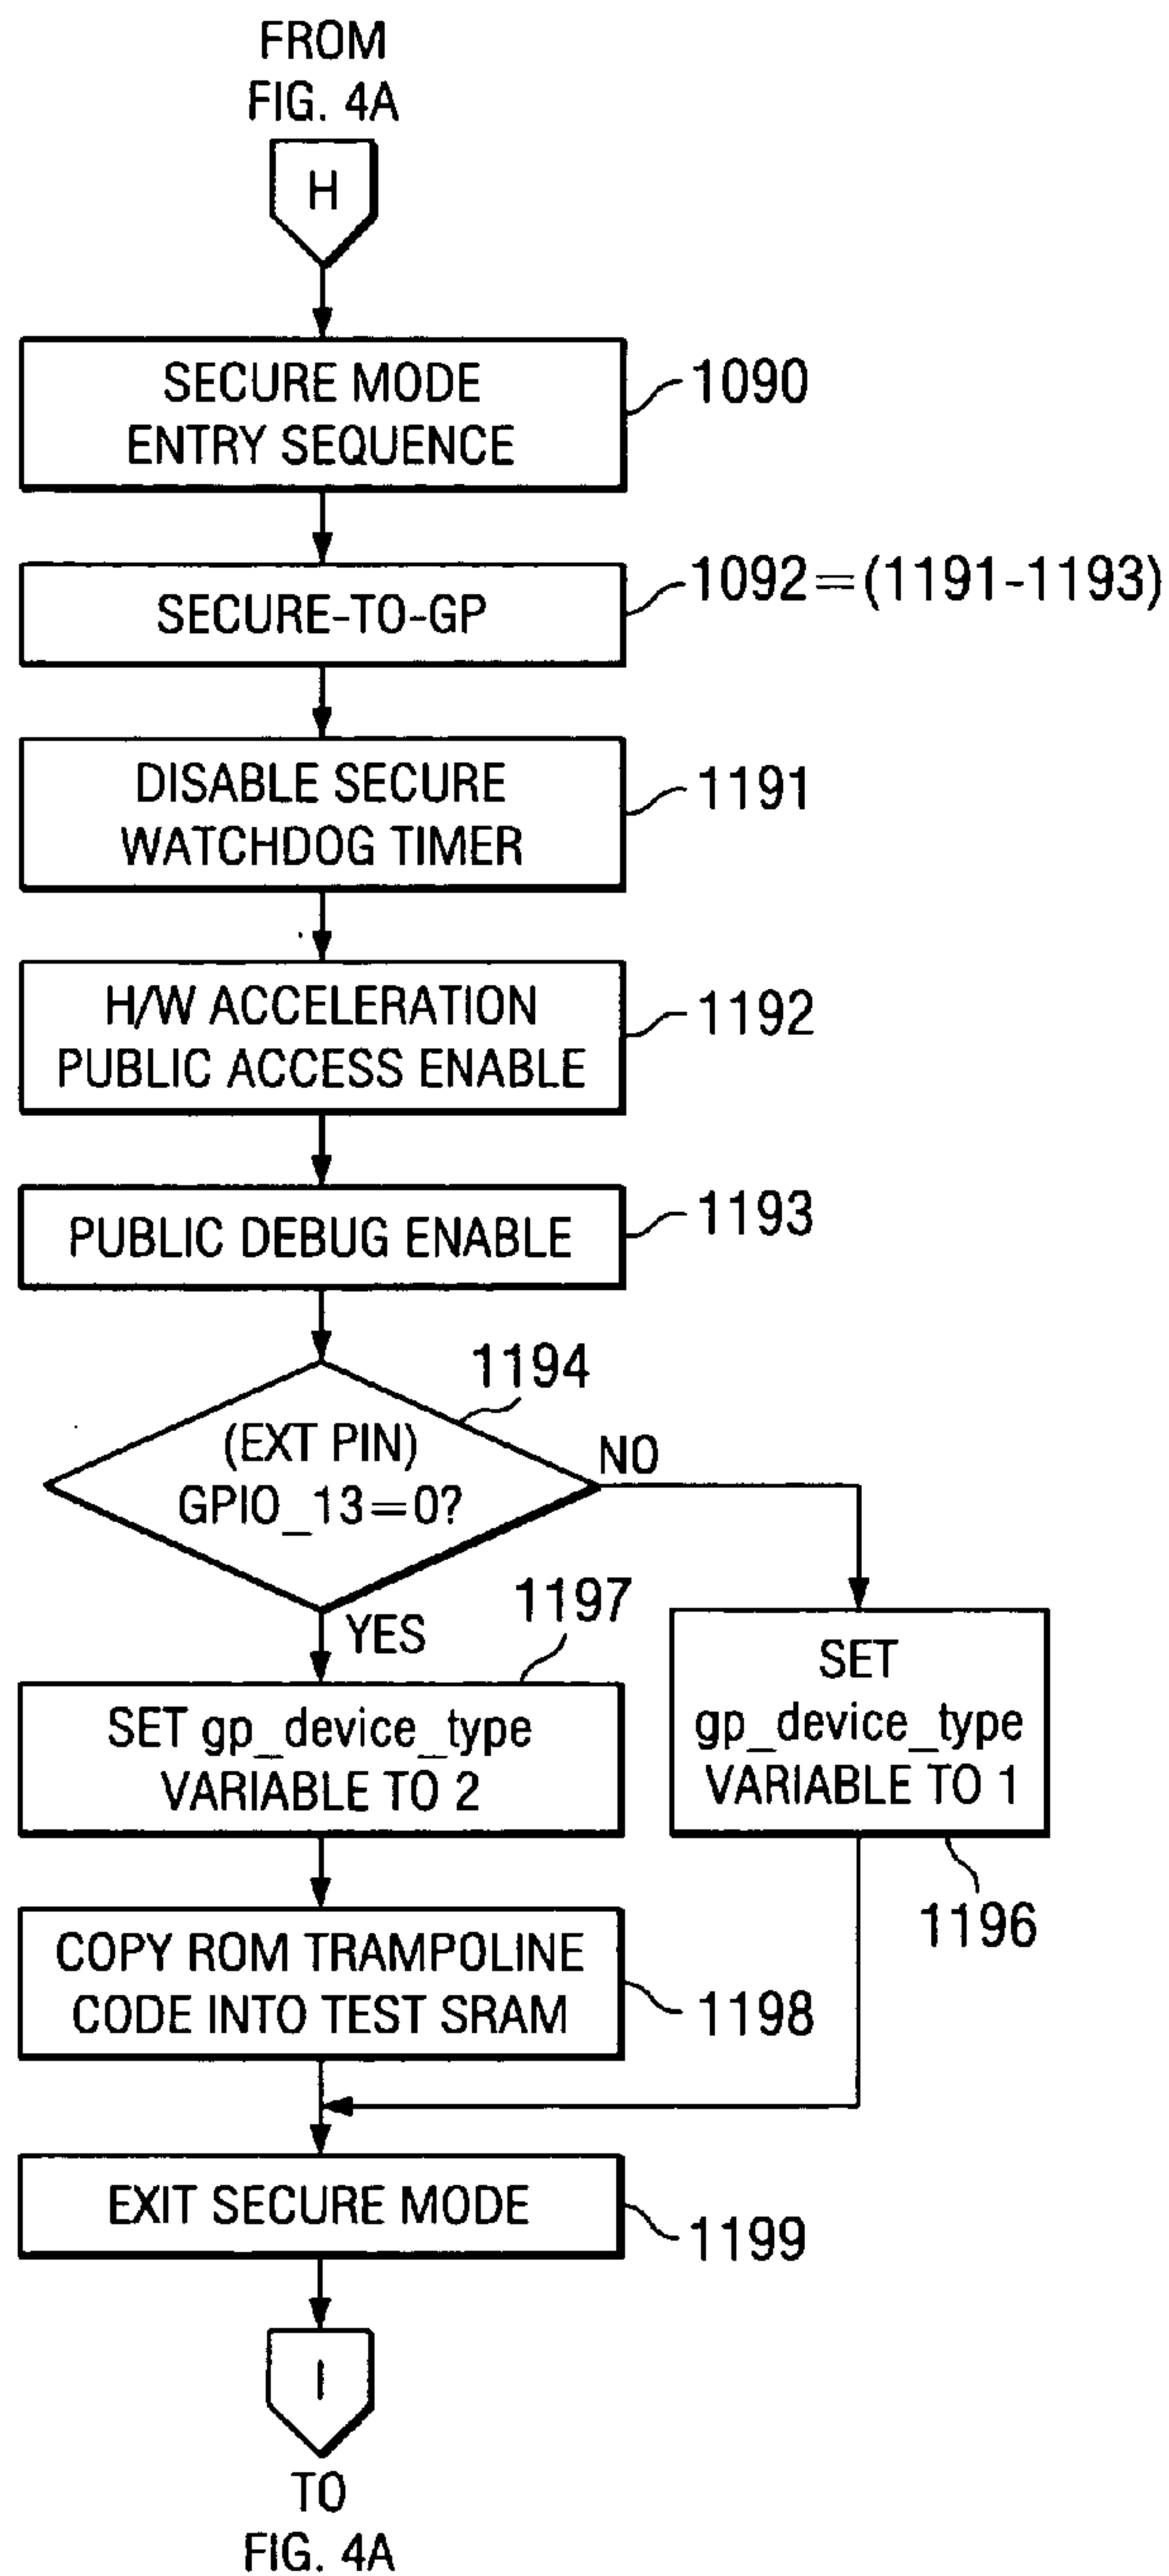 FROM
FIG. 4A
H
SECURE MODE
ENTRY SEQUENCE
1090
SECURE-TO-GP
1092=(1191-1193)
DISABLE SECURE
WATCHDOG TIMER
1191
H/W ACCELERATION
PUBLIC ACCESS ENABLE
1192
PUBLIC DEBUG ENABLE
1193
1194
(EXT PIN)
GPIO_13=0?
NO
YES
1197
SET gp_device_type
VARIABLE TO 2
SET
gp_device_type
VARIABLE TO 1
1196
COPY ROM TRAMPOLINE
CODE INTO TEST SRAM
1198
EXIT SECURE MODE
1199
I
TO
FIG. 4A